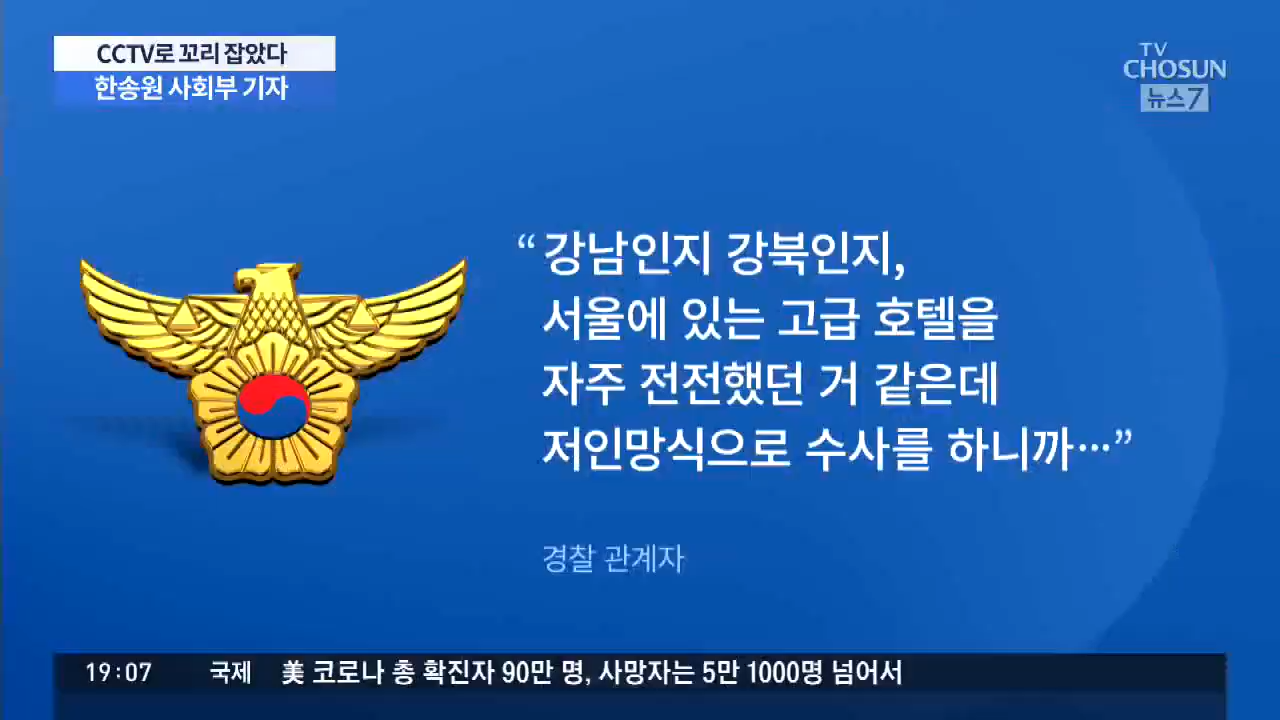 CCTV로 꼬리 잡았다
한송원 사회부 기자
TV
CHOSUN
뉴스7
“강남인지 강북인지,
서울에 있는 고급 호텔을
자주 전전했던 거 같은데
저인망식으로 수사를 하니까…”
경찰 관계자
19:07 국제 美 코로나 총 확진자 90만 명, 사망자는 5만 1000명 넘어서